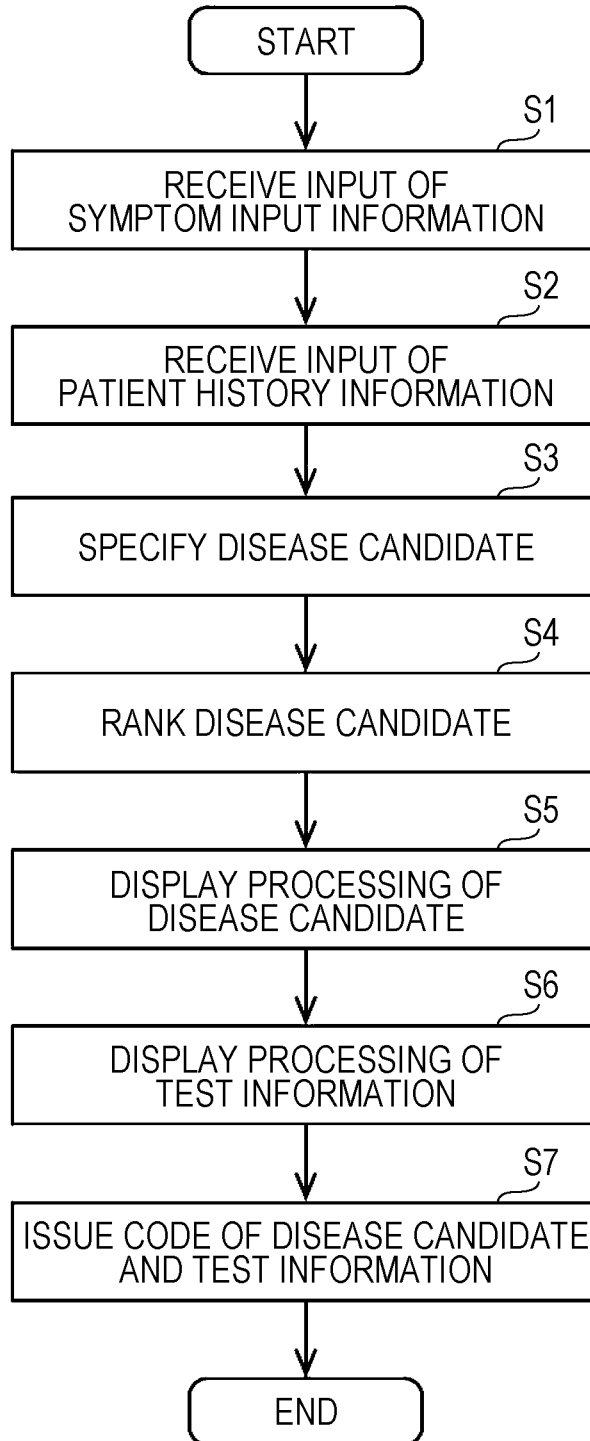 START
S1
RECEIVE INPUT OF
SYMPTOM INPUT INFORMATION
S2
RECEIVE INPUT OF
PATIENT HISTORY INFORMATION
S3
SPECIFY DISEASE CANDIDATE
S4
RANK DISEASE CANDIDATE
S5
DISPLAY PROCESSING OF
DISEASE CANDIDATE
S6
DISPLAY PROCESSING OF
TEST INFORMATION
S7
ISSUE CODE OF DISEASE CANDIDATE
AND TEST INFORMATION
END